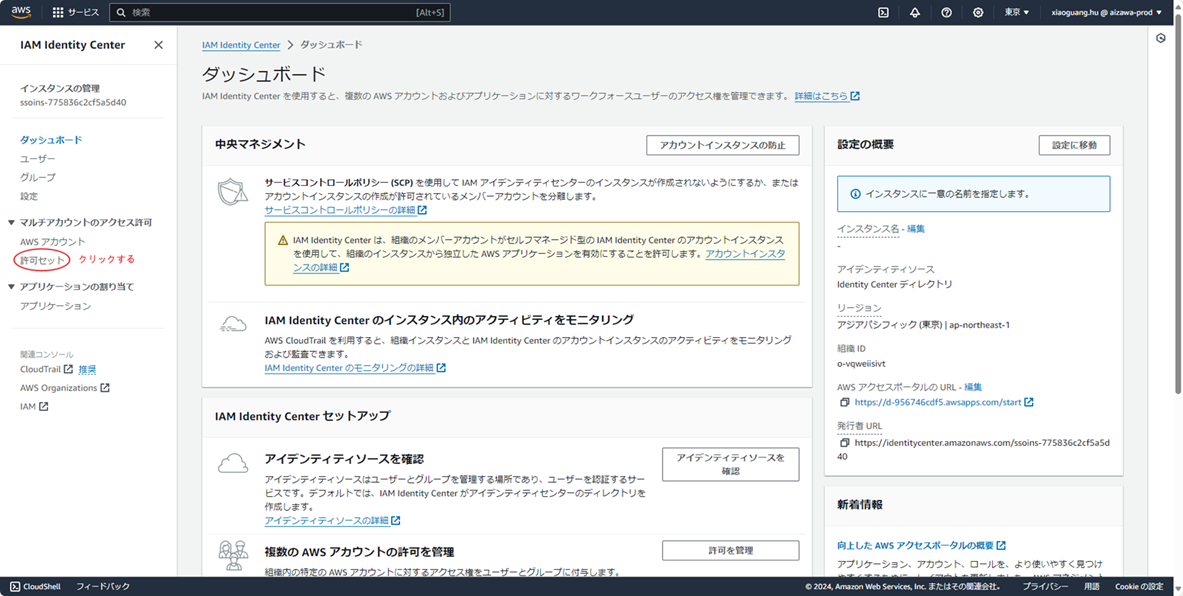 aws
サービス
検索
[Alt+S]
東京 ▼
xiaoguang.hu @ aizawa-prod ▼
IAM Identity Center
インスタンスの管理
ssoins-775836c2cf5a5d40
ダッシュボード
ユーザー
グループ
設定
▼ マルチアカウントのアクセス許可
AWS アカウント
許可セット クリックする
▼ アプリケーションの割り当て
アプリケーション
関連コンソール
CloudTrail 推奨
AWS Organizations
IAM
IAM Identity Center > ダッシュボード
ダッシュボード
IAM Identity Center を使用すると、複数の AWS アカウントおよびアプリケーションに対するワークフォースユーザーのアクセス権を管理できます。 詳細はこちら
中央マネジメント
アカウントインスタンスの防止
サービスコントロールポリシー (SCP) を使用して IAM アイデンティティセンターのインスタンスが作成されないようにするか、または
アカウントインスタンスの作成が許可されているメンバーアカウントを分離します。
サービスコントロールポリシーの詳細
IAM Identity Center は、組織のメンバーアカウントがセルフマネージド型の IAM Identity Center のアカウントインスタンス
を使用して、組織のインスタンスから独立した AWS アプリケーションを有効にすることを許可します。 アカウントインスタ
ンスの詳細
IAM Identity Center のインスタンス内のアクティビティをモニタリング
AWS CloudTrail を利用すると、組織インスタンスと IAM Identity Center のアカウントインスタンスのアクティビティをモニタリング
および監査できます。
IAM Identity Center のモニタリングの詳細
IAM Identity Center セットアップ
アイデンティティソースを確認
アイデンティティソースはユーザーとグループを管理する場所であり、ユーザーを認証するサー
ビスです。デフォルトでは、IAM Identity Center がアイデンティティセンターのディレクトリを
作成します。
アイデンティティソースの詳細
アイデンティティソースを
確認
複数の AWS アカウントの許可を管理
組織内の特定の AWS アカウントに対するアクセス権をユーザーとグループに付与します。
許可を管理
設定の概要
設定に移動
インスタンスに一意の名前を指定します。
インスタンス名 - 編集
-
アイデンティティソース
Identity Center ディレクトリ
リージョン
アジアパシフィック (東京) | ap-northeast-1
組織 ID
o-vqweiisivt
AWS アクセスポータルの URL - 編集
https://d-956746cdf5.awsapps.com/start
発行者 URL
https://identitycenter.amazonaws.com/ssoins-775836c2cf5a5d
40
新着情報
向上した AWS アクセスポータルの概要
アプリケーション、アカウント、ロールを、より使いやすく見つけ
CloudShell
フィードバック
© 2024, Amazon Web Services, Inc. またはその関連会社。
プライバシー
用語
Cookie の設定